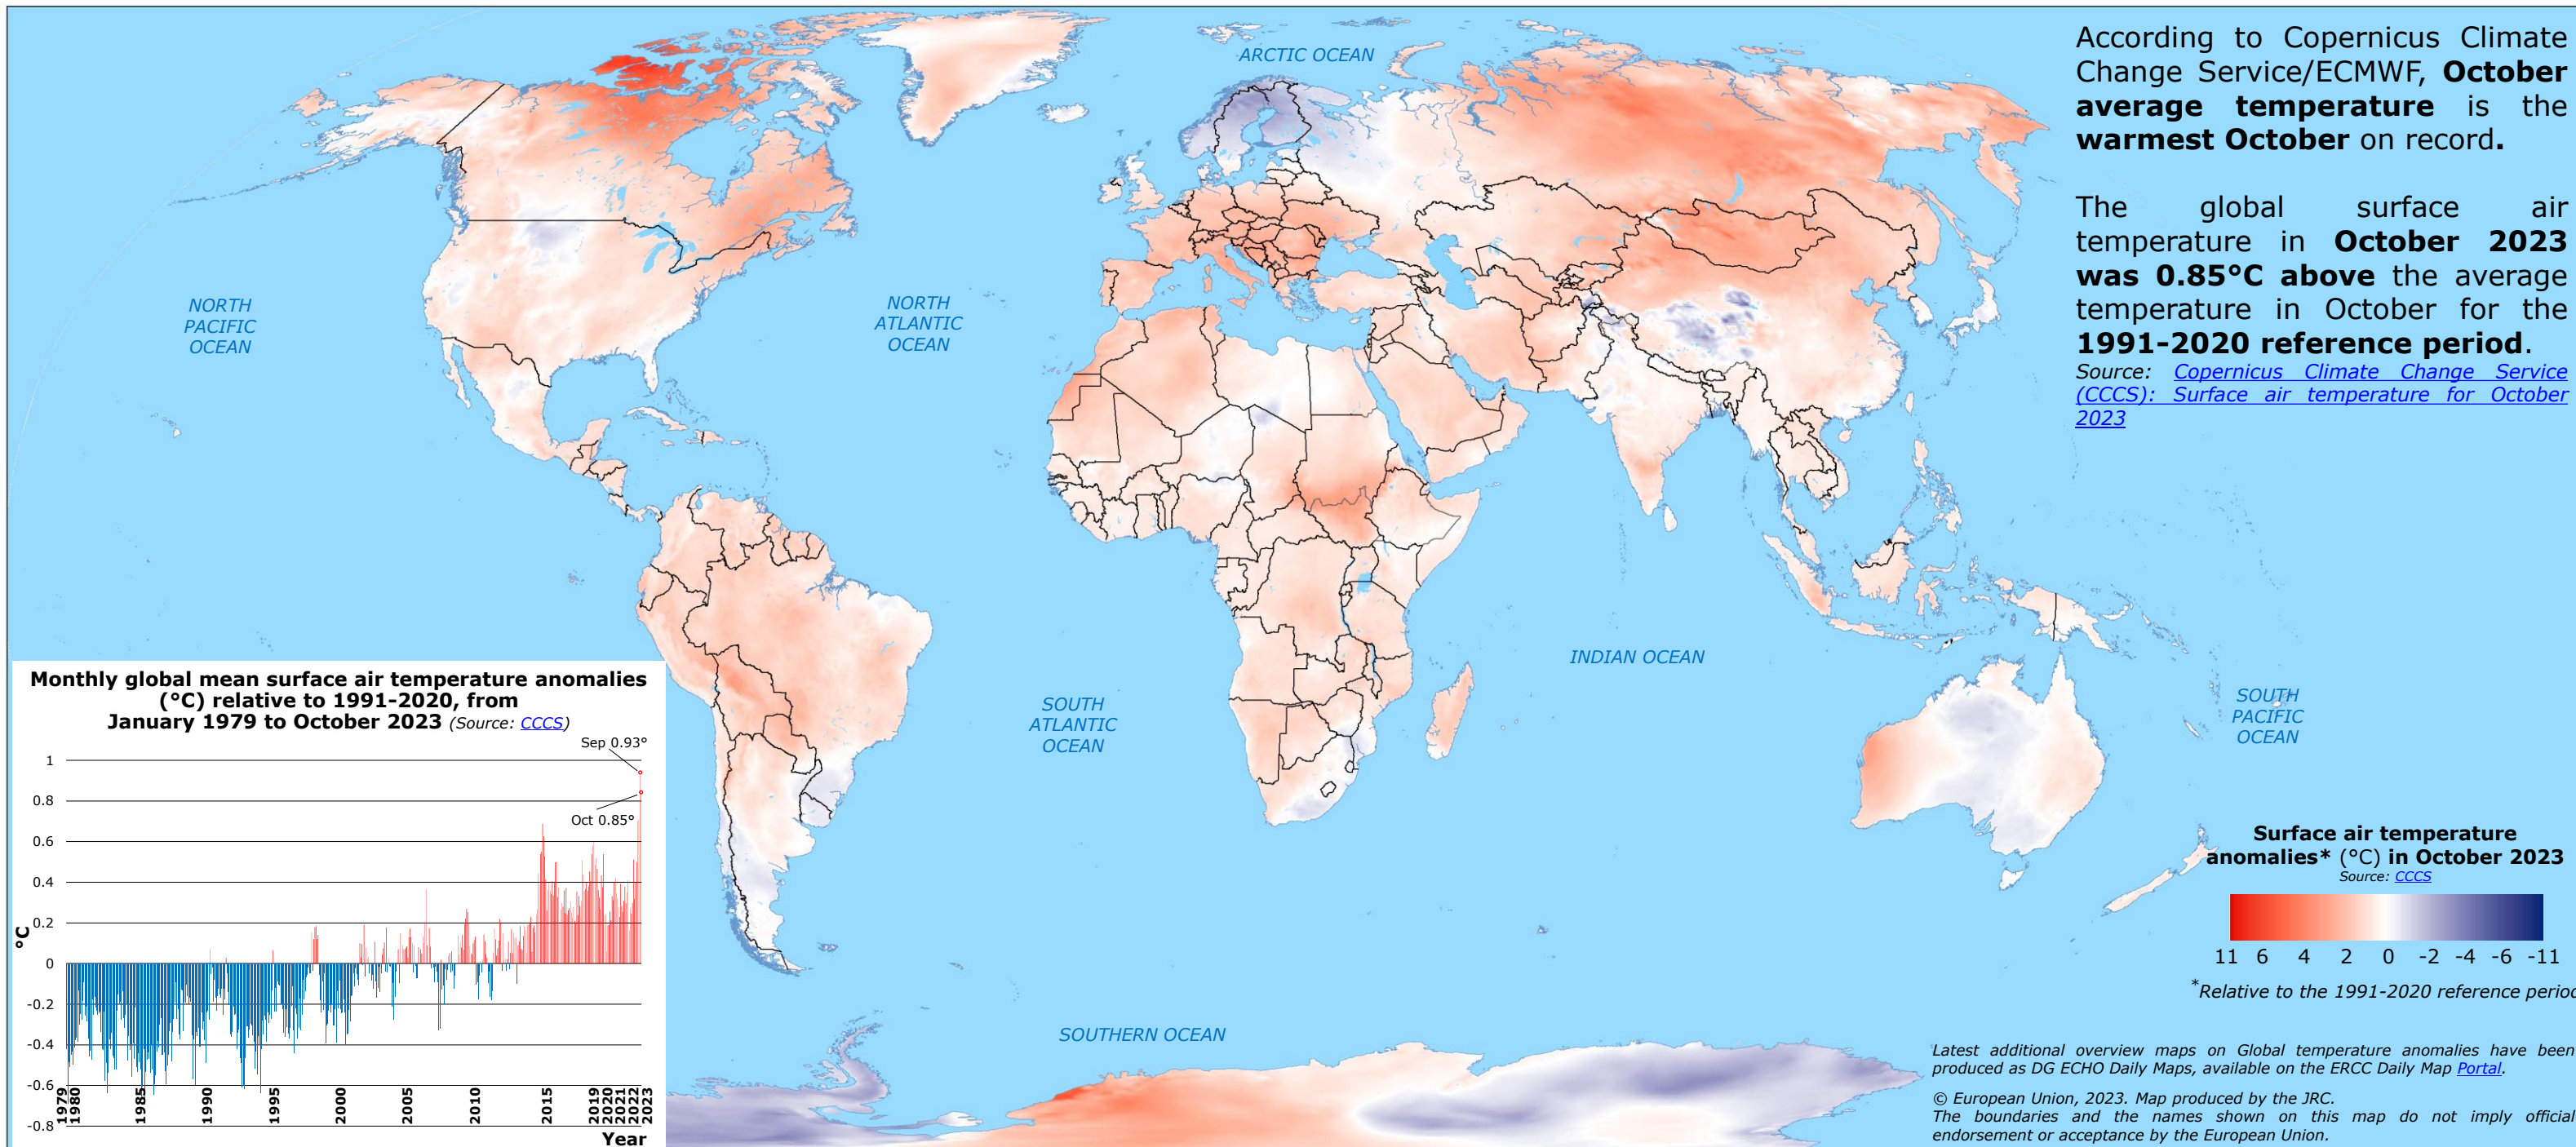 According to Copernicus Climate
Change Service/ECMWF, October
average temperature is the
warmest October on record.
The global surface air
temperature in October 2023
was 0.85°C above the average
temperature in October for the
1991-2020 reference period.
Source: Copernicus Climate Change Service
(CCCS): Surface air temperature for October
2023
ARCTIC OCEAN
NORTH
PACIFIC
OCEAN
NORTH
ATLANTIC
OCEAN
INDIAN OCEAN
SOUTH
ATLANTIC
OCEAN
SOUTH
PACIFIC
OCEAN
SOUTHERN OCEAN
Monthly global mean surface air temperature anomalies
(°C) relative to 1991-2020, from
January 1979 to October 2023 (Source: CCCS)
Sep 0.93°
Oct 0.85°
1
0.8
0.6
0.4
0.2
0
-0.2
-0.4
-0.6
-0.8
°C
1979
1980
1985
1990
1995
2000
2005
2010
2015
2019
2020
2021
2022
2023
Year
Surface air temperature
anomalies* (°C) in October 2023
Source: CCCS
11 6 4 2 0 -2 -4 -6 -11
*Relative to the 1991-2020 reference period
Latest additional overview maps on Global temperature anomalies have been
produced as DG ECHO Daily Maps, available on the ERCC Daily Map Portal.
© European Union, 2023. Map produced by the JRC.
The boundaries and the names shown on this map do not imply official
endorsement or acceptance by the European Union.